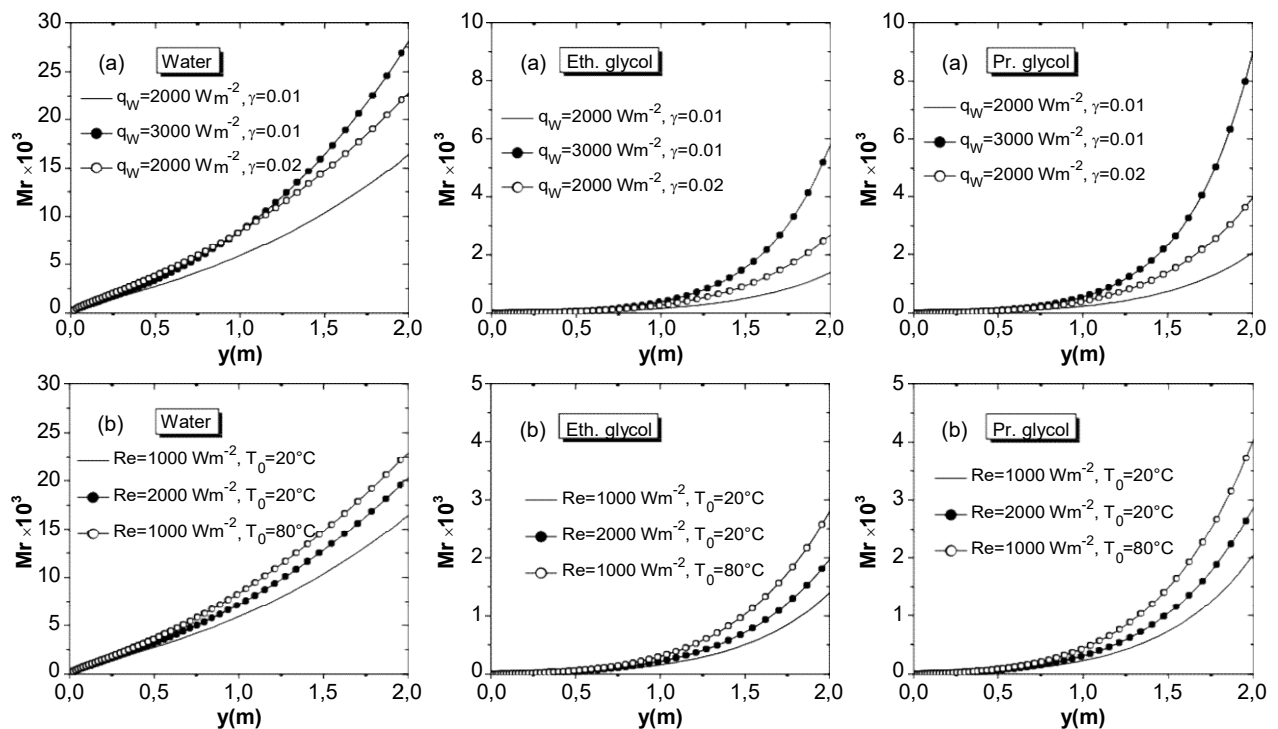 30
25
20
15
10
5
0
Mr ×10³
(a) Water
q_W=2000 Wm⁻², γ=0.01
q_W=3000 Wm⁻², γ=0.01
q_W=2000 Wm⁻², γ=0.02
0,0 0,5 1,0 1,5 2,0
y(m)
10
8
6
4
2
0
Mr ×10³
(a) Eth. glycol
q_W=2000 Wm⁻², γ=0.01
q_W=3000 Wm⁻², γ=0.01
q_W=2000 Wm⁻², γ=0.02
0,0 0,5 1,0 1,5 2,0
y(m)
10
8
6
4
2
0
Mr ×10³
(a) Pr. glycol
q_W=2000 Wm⁻², γ=0.01
q_W=3000 Wm⁻², γ=0.01
q_W=2000 Wm⁻², γ=0.02
0,0 0,5 1,0 1,5 2,0
y(m)
30
25
20
15
10
5
0
Mr ×10³
(b) Water
Re=1000 Wm⁻², T₀=20°C
Re=2000 Wm⁻², T₀=20°C
Re=1000 Wm⁻², T₀=80°C
0,0 0,5 1,0 1,5 2,0
y(m)
5
4
3
2
1
0
Mr ×10³
(b) Eth. glycol
Re=1000 Wm⁻², T₀=20°C
Re=2000 Wm⁻², T₀=20°C
Re=1000 Wm⁻², T₀=80°C
0,0 0,5 1,0 1,5 2,0
y(m)
5
4
3
2
1
0
Mr ×10³
(b) Pr. glycol
Re=1000 Wm⁻², T₀=20°C
Re=2000 Wm⁻², T₀=20°C
Re=1000 Wm⁻², T₀=80°C
0,0 0,5 1,0 1,5 2,0
y(m)